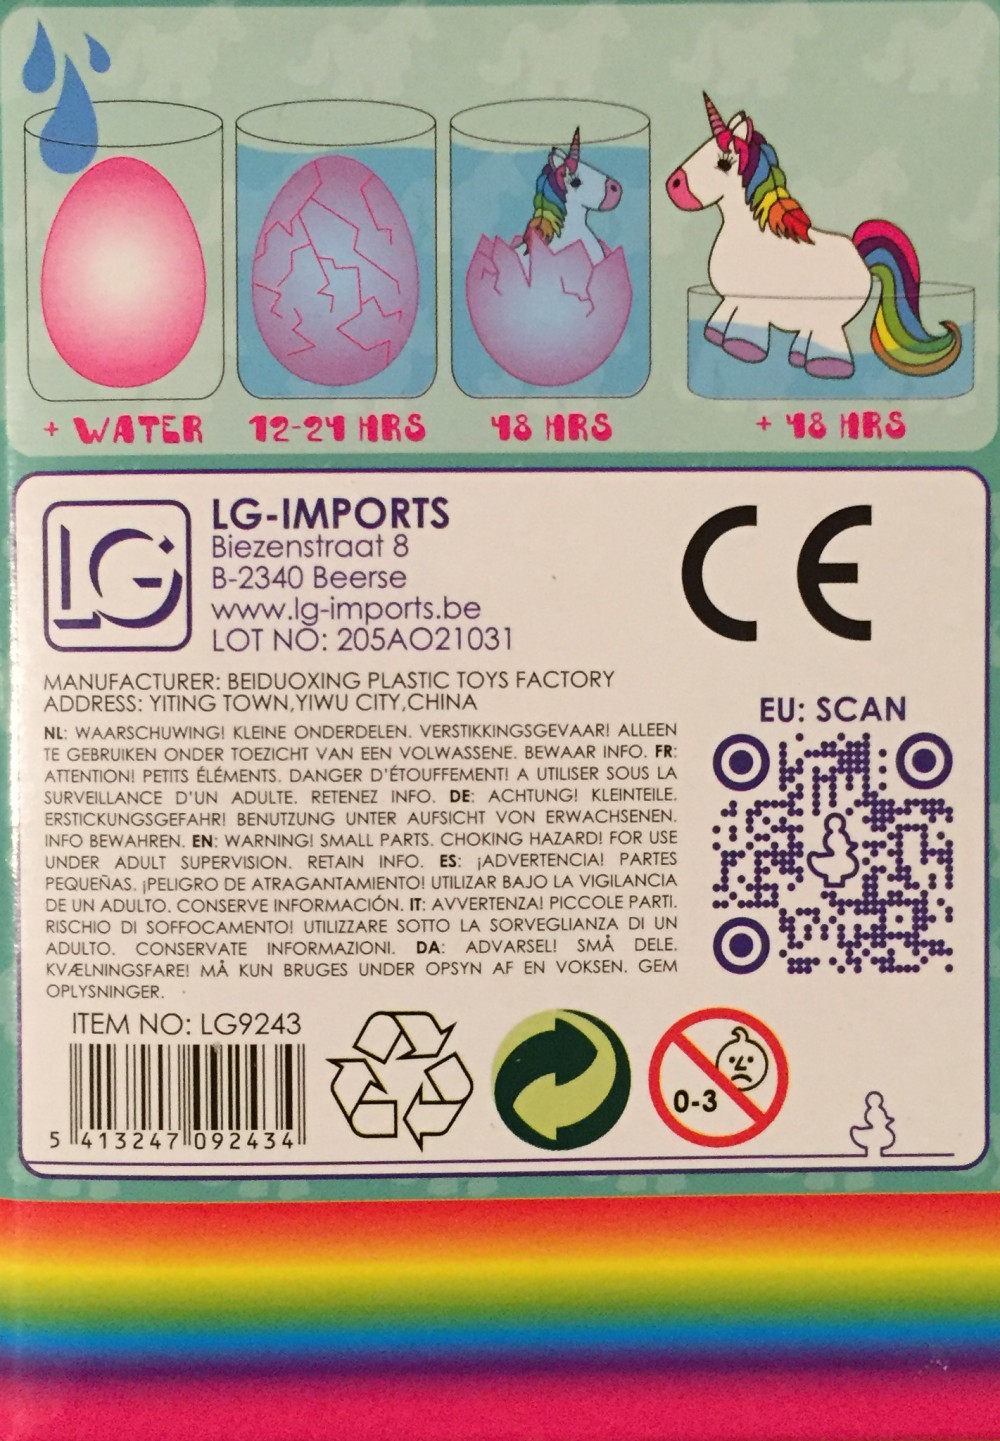 + WATER 12-24 HRS 48 HRS + 48 HRS
LG
LG-IMPORTS
Biezenstraat 8
B-2340 Beerse
www.lg-imports.be
LOT NO: 205AO21031
CE
MANUFACTURER: BEIDUOXING PLASTIC TOYS FACTORY
ADDRESS: YITING TOWN,YIWU CITY,CHINA
EU: SCAN
NL: WAARSCHUWING! KLEINE ONDERDELEN. VERSTIKKINGSGEVAAR! ALLEEN
TE GEBRUIKEN ONDER TOEZICHT VAN EEN VOLWASSENE. BEWAAR INFO. FR:
ATTENTION! PETITS ÉLÉMENTS. DANGER D'ÉTOUFFEMENT! A UTILISER SOUS LA
SURVEILLANCE D'UN ADULTE. RETENEZ INFO. DE: ACHTUNG! KLEINTEILE.
ERSTICKUNGSGEFAHR! BENUTZUNG UNTER AUFSICHT VON ERWACHSENEN.
INFO BEWAHREN. EN: WARNING! SMALL PARTS. CHOKING HAZARD! FOR USE
UNDER ADULT SUPERVISION. RETAIN INFO. ES: ¡ADVERTENCIA! PARTES
PEQUEÑAS. ¡PELIGRO DE ATRAGANTAMIENTO! UTILIZAR BAJO LA VIGILANCIA
DE UN ADULTO. CONSERVE INFORMACIÓN. IT: AVVERTENZA! PICCOLE PARTI.
RISCHIO DI SOFFOCAMENTO! UTILIZZARE SOTTO LA SORVEGLIANZA DI UN
ADULTO. CONSERVATE INFORMAZIONI. DA: ADVARSEL! SMÅ DELE.
KVÆLNINGSFARE! MÅ KUN BRUGES UNDER OPSYN AF EN VOKSEN. GEM
OPLYSNINGER.
ITEM NO: LG9243
5 413247 092434
0-3